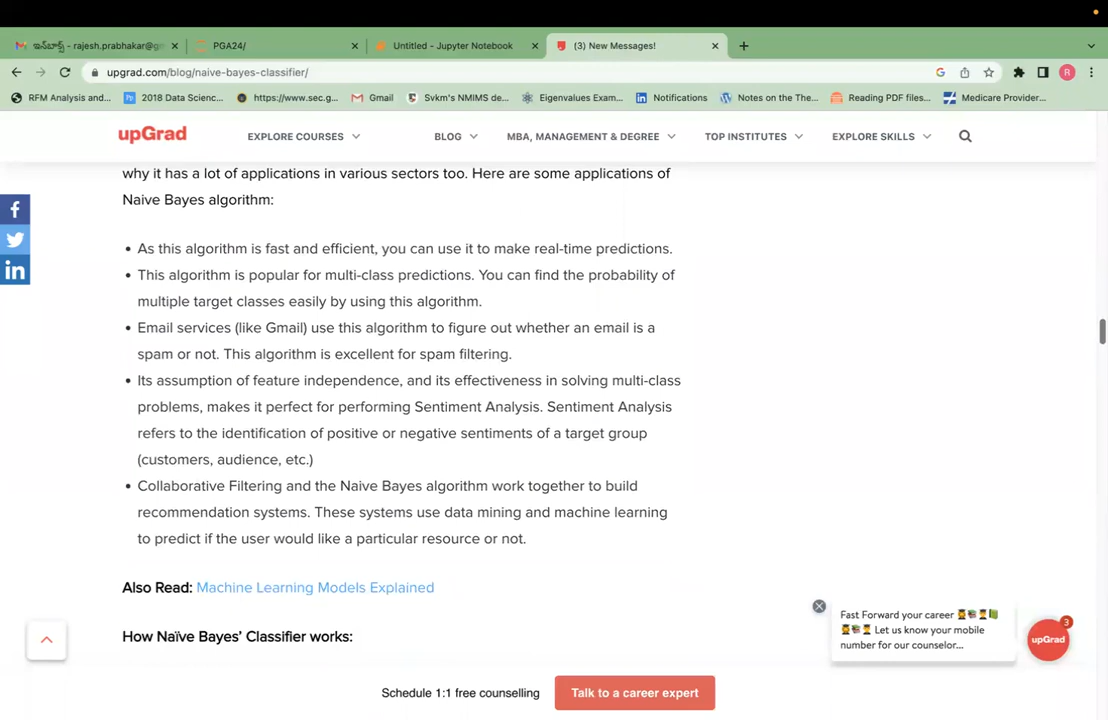 ఇన్‌బాక్స్ - rajesh.prabhakar@g
PGA24/
Untitled - Jupyter Notebook
(3) New Messages!
upgrad.com/blog/naive-bayes-classifier/
R
RFM Analysis and...
2018 Data Scienc...
https://www.sec.g...
Gmail
Svkm's NMIMS de...
Eigenvalues Exam...
Notifications
Notes on the The...
Reading PDF files...
Medicare Provider...
upGrad
EXPLORE COURSES
BLOG
MBA, MANAGEMENT & DEGREE
TOP INSTITUTES
EXPLORE SKILLS
why it has a lot of applications in various sectors too. Here are some applications of
Naive Bayes algorithm:
• As this algorithm is fast and efficient, you can use it to make real-time predictions.
• This algorithm is popular for multi-class predictions. You can find the probability of
multiple target classes easily by using this algorithm.
• Email services (like Gmail) use this algorithm to figure out whether an email is a
spam or not. This algorithm is excellent for spam filtering.
• Its assumption of feature independence, and its effectiveness in solving multi-class
problems, makes it perfect for performing Sentiment Analysis. Sentiment Analysis
refers to the identification of positive or negative sentiments of a target group
(customers, audience, etc.)
• Collaborative Filtering and the Naive Bayes algorithm work together to build
recommendation systems. These systems use data mining and machine learning
to predict if the user would like a particular resource or not.
Also Read: Machine Learning Models Explained
How Naïve Bayes' Classifier works:
Fast Forward your career
Let us know your mobile
number for our counselor...
3
upGrad
Schedule 1:1 free counselling
Talk to a career expert